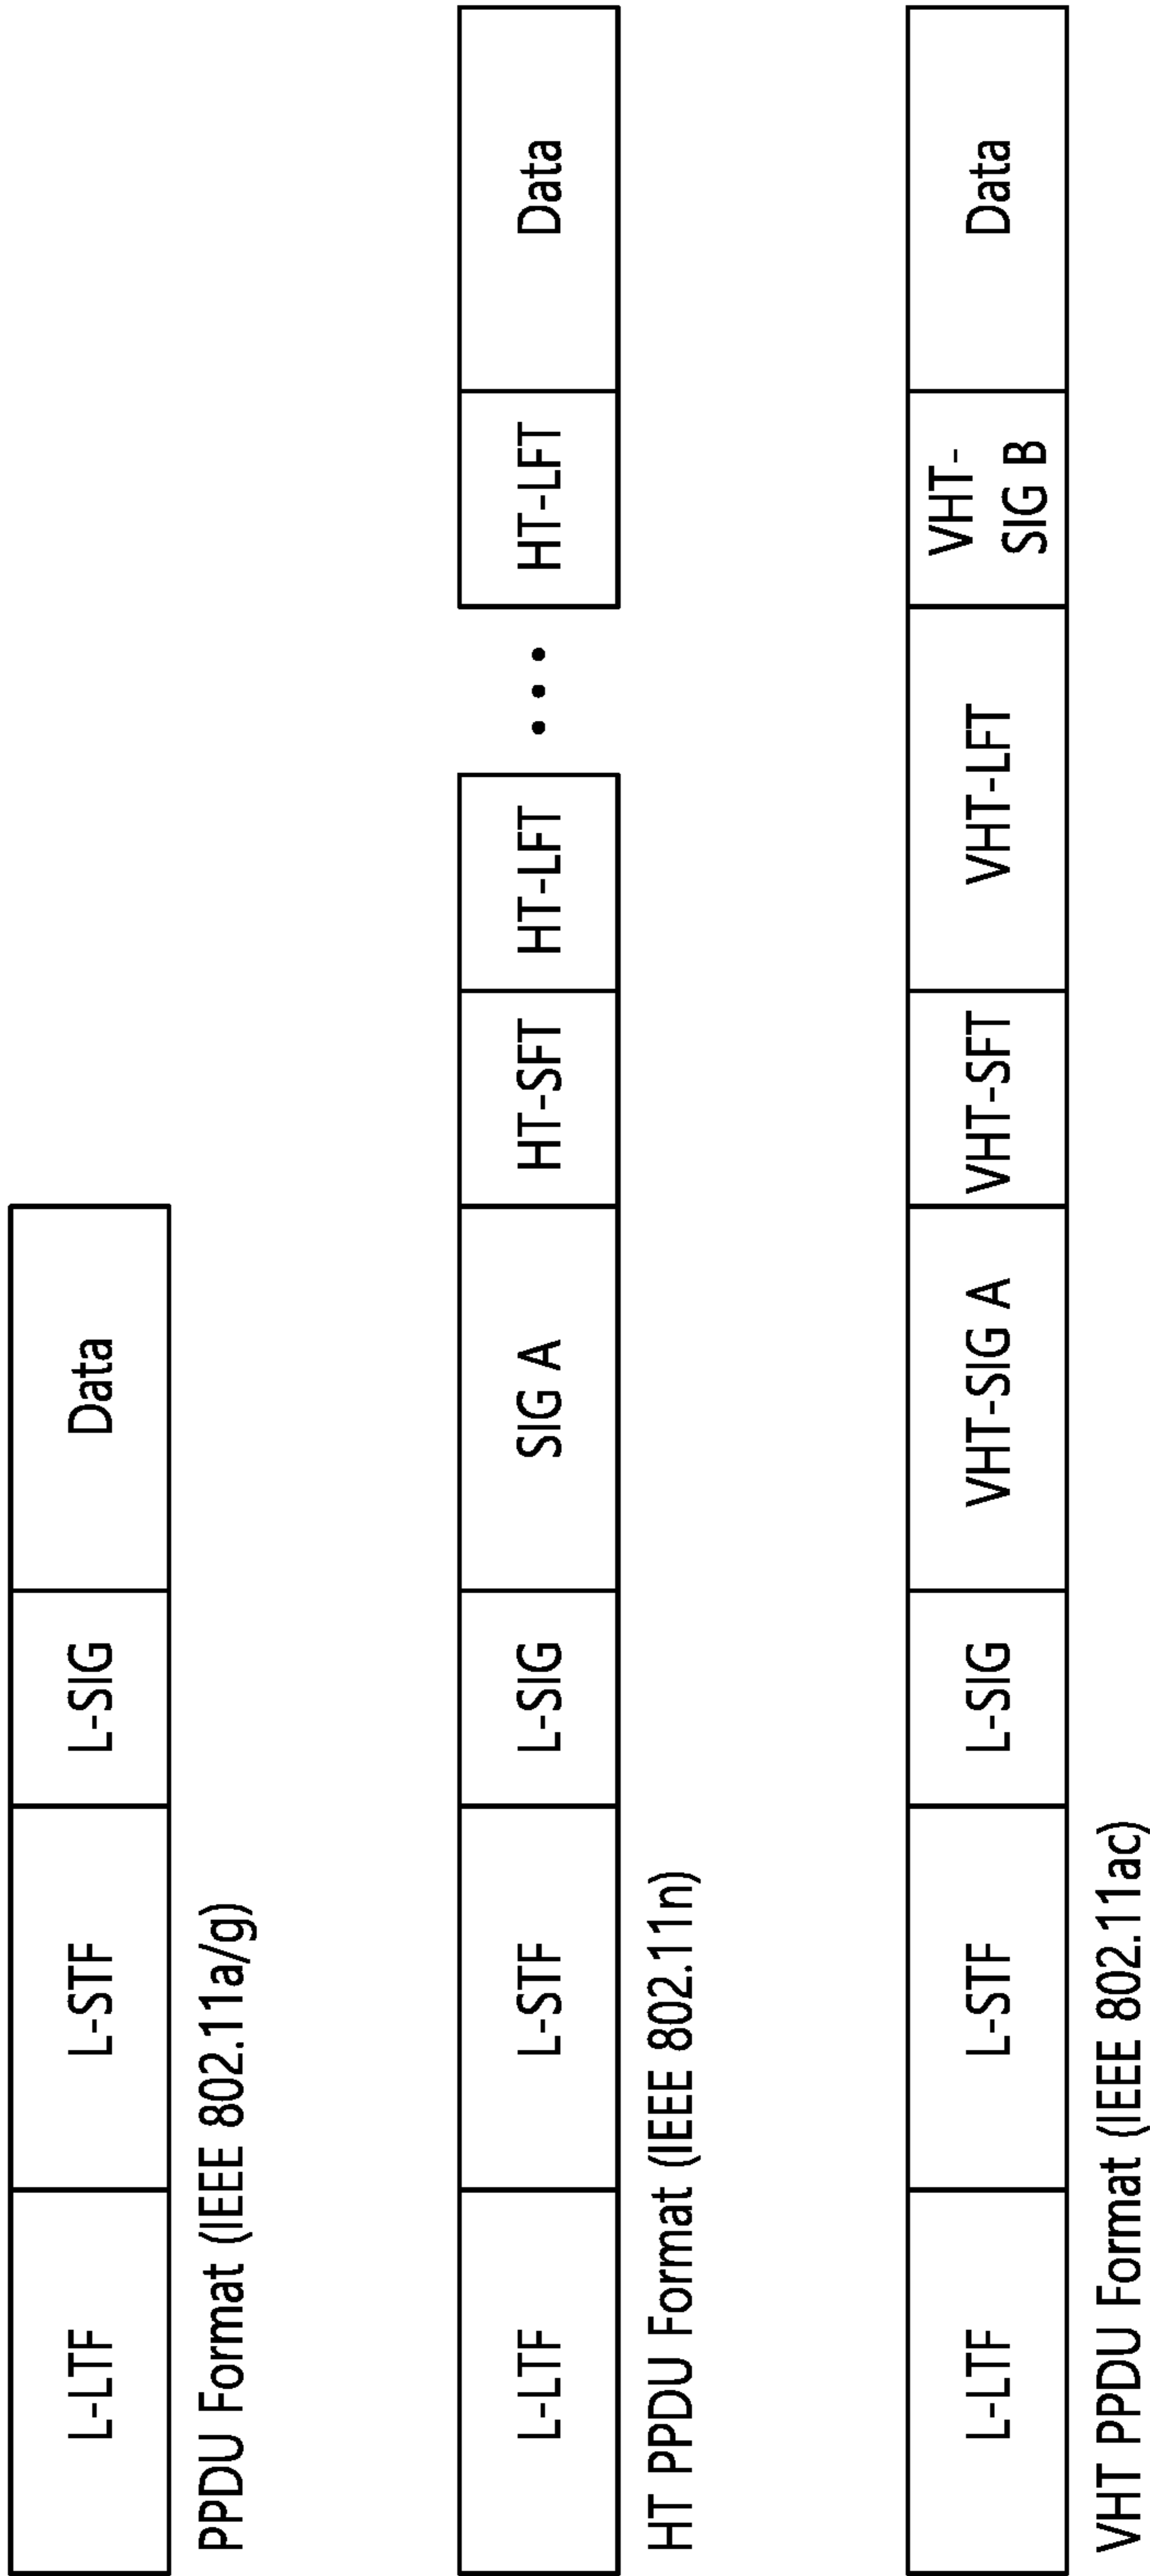 L-LTF
L-STF
L-SIG
Data
PPDU Format (IEEE 802.11a/g)
L-LTF
L-STF
L-SIG
SIG A
HT-SFT
HT-LFT
• • •
HT-LFT
Data
HT PPDU Format (IEEE 802.11n)
L-LTF
L-STF
L-SIG
VHT-SIG A
VHT-SFT
VHT-LFT
VHT-
SIG B
Data
VHT PPDU Format (IEEE 802.11ac)